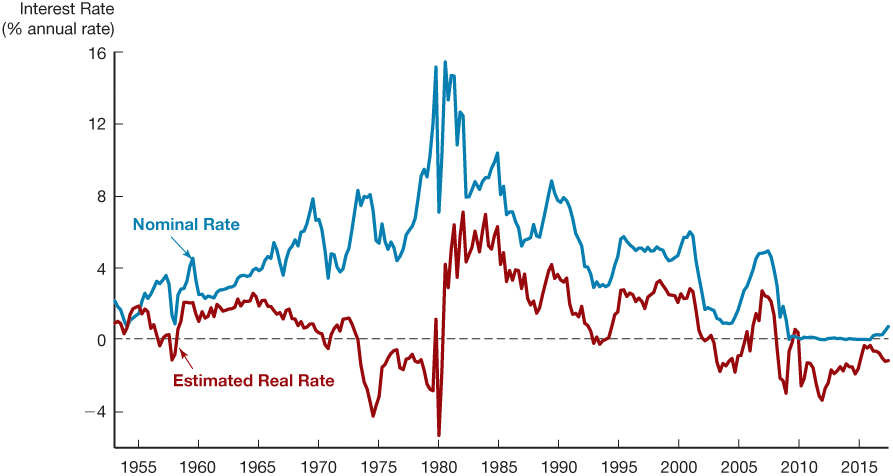 Interest Rate
(% annual rate)
16
12
8
4
0
−4
Nominal Rate
Estimated Real Rate
1955 1960 1965 1970 1975 1980 1985 1990 1995 2000 2005 2010 2015